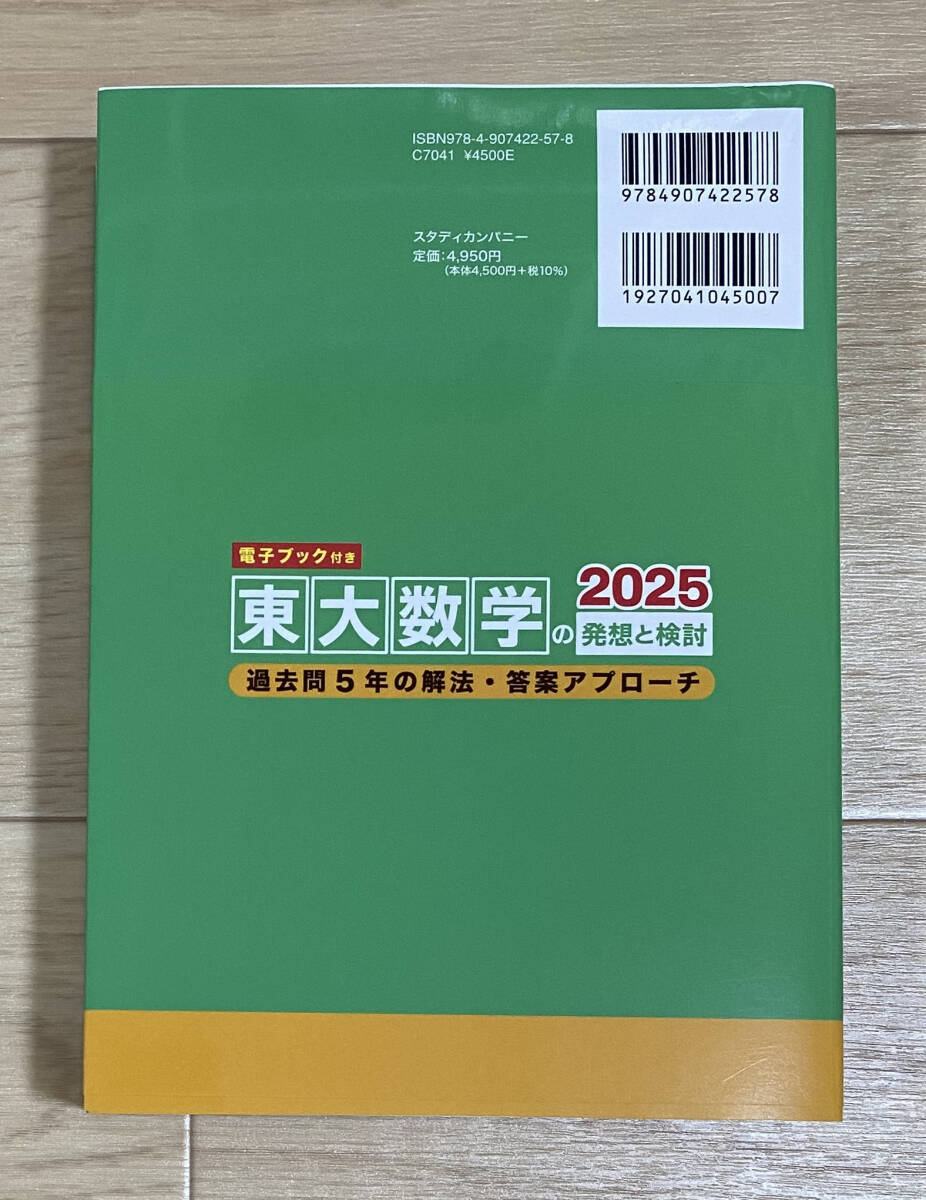 ISBN978-4-907422-57-8
C7041 ¥4500E
9784907422578
スタディカンパニー
定価:4,950円
(本体4,500円+税10%)
1927041045007
電子ブック付き
東大数学の
2025
発想と検討
過去問5年の解法・答案アプローチ